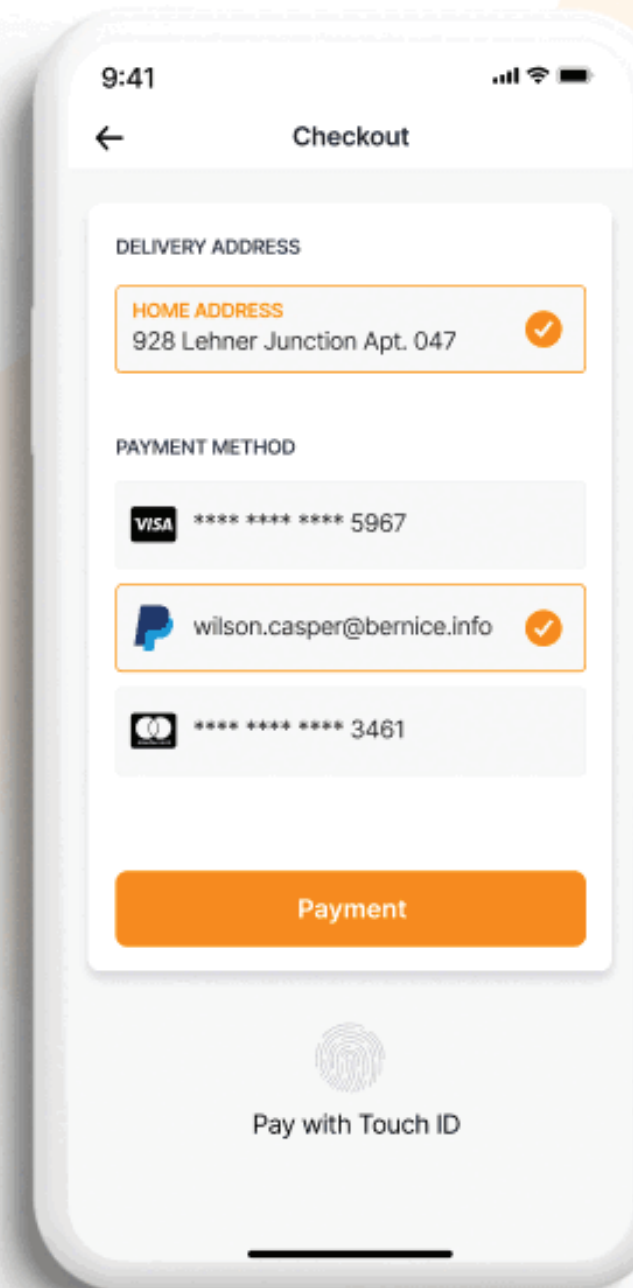 9:41
Checkout
DELIVERY ADDRESS
HOME ADDRESS
928 Lehner Junction Apt. 047
PAYMENT METHOD
VISA **** **** **** 5967
wilson.casper@bernice.info
**** **** **** 3461
Payment
Pay with Touch ID